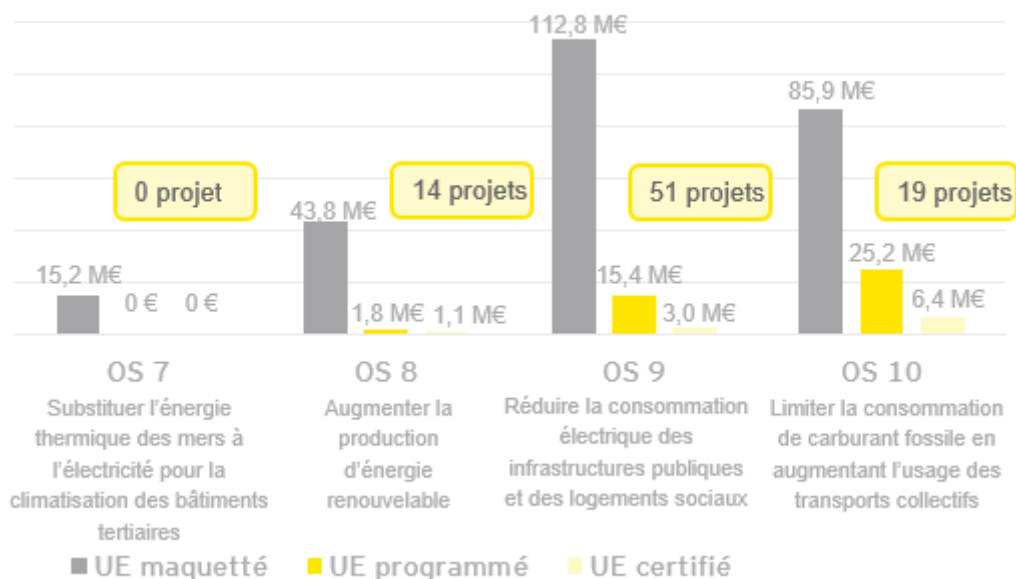 112,8 M€
85,9 M€
0 projet
14 projets
51 projets
19 projets
43,8 M€
25,2 M€
15,2 M€
0 €
0 €
1,8 M€
1,1 M€
15,4 M€
3,0 M€
6,4 M€
OS 7
Substituer l’énergie
thermique des mers à
l’électricité pour la
climatisation des bâtiments
tertiaires
OS 8
Augmenter la
production
d’énergie
renouvelable
OS 9
Réduire la consommation
électrique des
infrastructures publiques
et des logements sociaux
OS 10
Limiter la consommation
de carburant fossile en
augmentant l’usage des
transports collectifs
UE maquetté
UE programmé
UE certifié